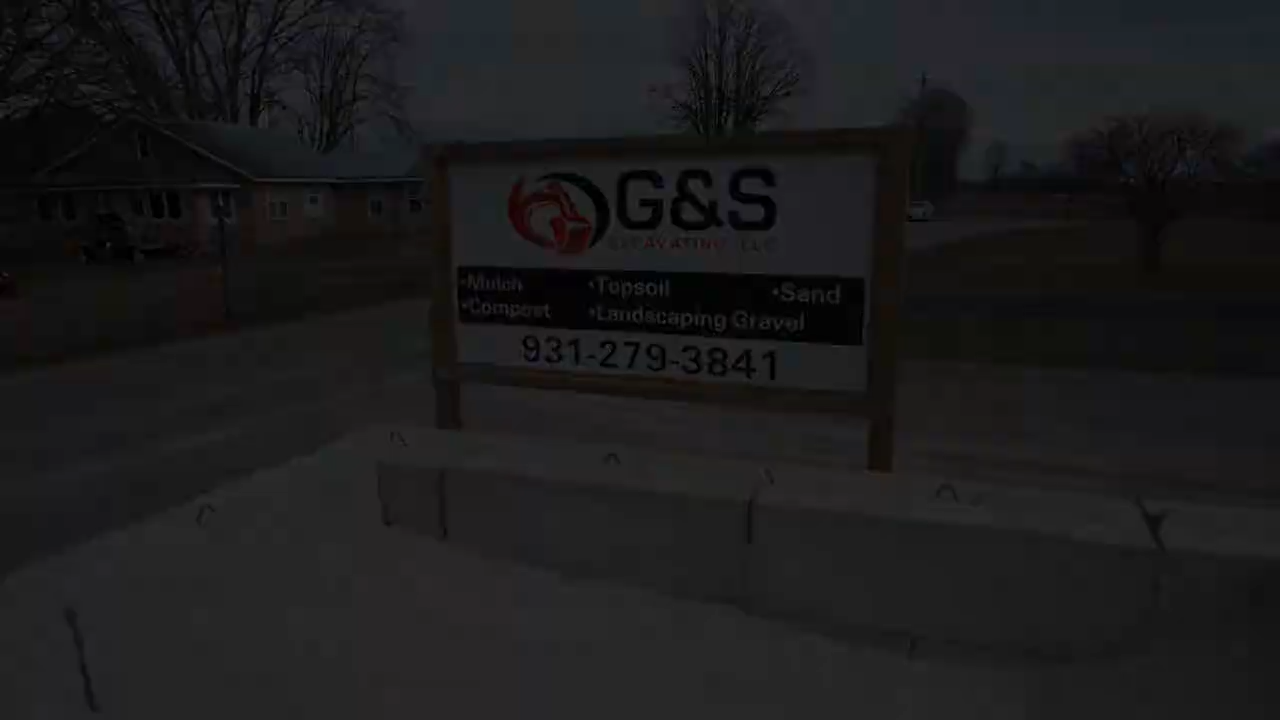 G&S
EXCAVATING, LLC
•Mulch •Topsoil •Sand
•Compost •Landscaping Gravel
931-279-3841